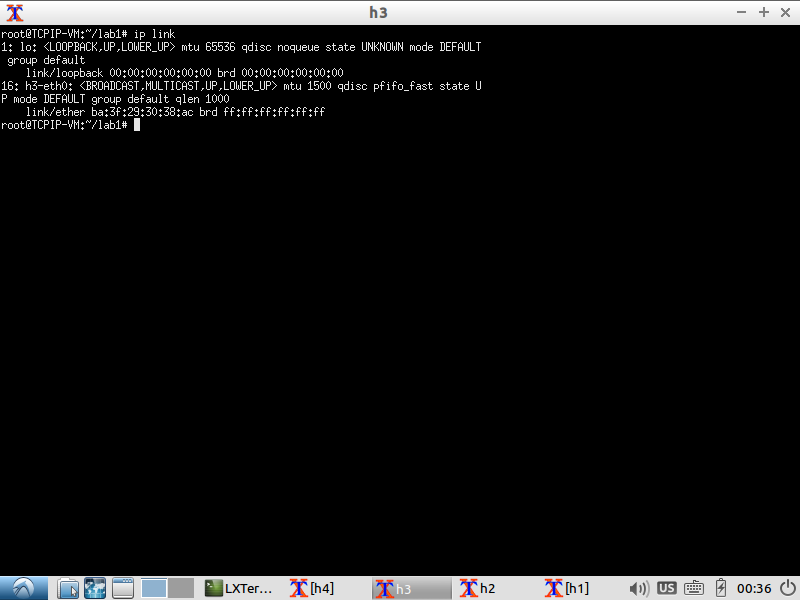 h3
root@TCPIP-VM:~/lab1# ip link
1: lo: <LOOPBACK,UP,LOWER_UP> mtu 65536 qdisc noqueue state UNKNOWN mode DEFAULT
 group default
    link/loopback 00:00:00:00:00:00 brd 00:00:00:00:00:00
16: h3-eth0: <BROADCAST,MULTICAST,UP,LOWER_UP> mtu 1500 qdisc pfifo_fast state U
P mode DEFAULT group default qlen 1000
    link/ether ba:3f:29:30:38:ac brd ff:ff:ff:ff:ff:ff
root@TCPIP-VM:~/lab1#
LXTer... [h4] h3 h2 [h1] US 00:36